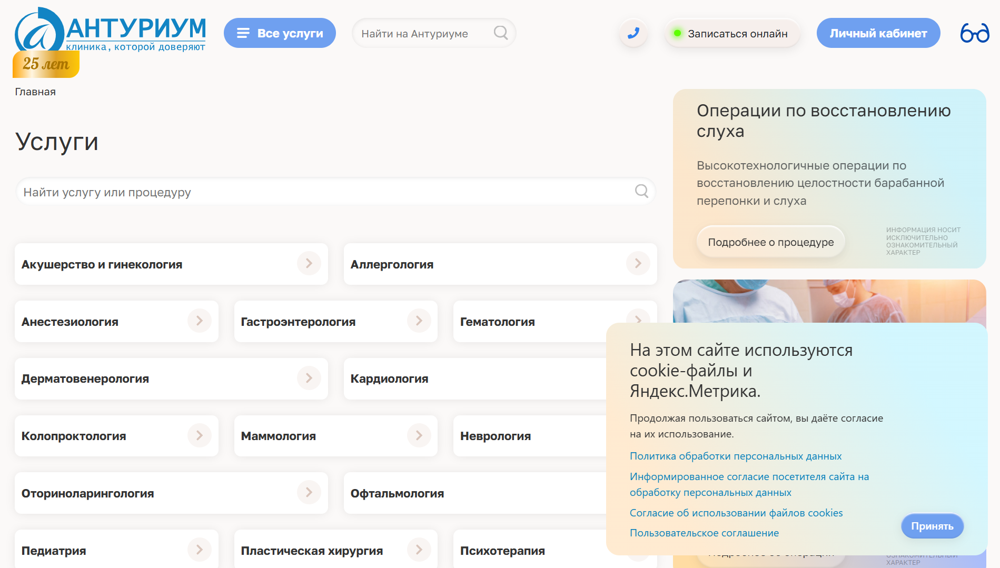 АНТУРИУМ
клиника, которой доверяют
25 лет
Все услуги
Найти на Антуриуме
Записаться онлайн
Личный кабинет
Главная
Услуги
Найти услугу или процедуру
Акушерство и гинекология
Аллергология
Анестезиология
Гастроэнтерология
Гематология
Дерматовенерология
Кардиология
Колопроктология
Маммология
Неврология
Оториноларингология
Офтальмология
Педиатрия
Пластическая хирургия
Психотерапия
Операции по восстановлению
слуха
Высокотехнологичные операции по
восстановлению целостности барабанной
перепонки и слуха
Подробнее о процедуре
ИНФОРМАЦИЯ НОСИТ
ИСКЛЮЧИТЕЛЬНО
ОЗНАКОМИТЕЛЬНЫЙ
ХАРАКТЕР
На этом сайте используются
cookie-файлы и
Яндекс.Метрика.
Продолжая пользоваться сайтом, вы даёте согласие
на их использование.
Политика обработки персональных данных
Информированное согласие посетителя сайта на
обработку персональных данных
Согласие об использовании файлов cookies
Пользовательское соглашение
Принять
Подробнее об операции
ОЗНАКОМИТЕЛЬНЫЙ
ХАРАКТЕР